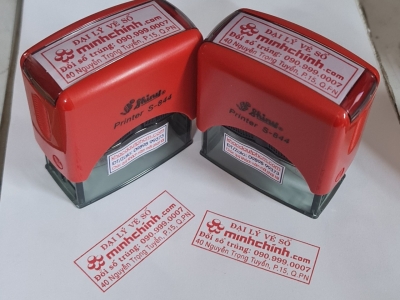 ĐẠI LÝ VÉ SỐ
minhchinh.com
Đổi số trúng: 090.999.0007
40 Nguyễn Trọng Tuyển, P.15, Q.PN
ĐẠI LÝ VÉ SỐ
minhchinh.com
Đổi số trúng: 090.999.0007
40 Nguyễn Trọng Tuyển, P.15, Q.PN
Shiny
Printer S-844
Shiny
Printer S-844
ĐẠI LÝ VÉ SỐ
minhchinh.com
Đổi số trúng: 090.999.0007
40 Nguyễn Trọng Tuyển, P.15, Q.PN
ĐẠI LÝ VÉ SỐ
minhchinh.com
Đổi số trúng: 090.999.0007
40 Nguyễn Trọng Tuyển, P.15, Q.PN